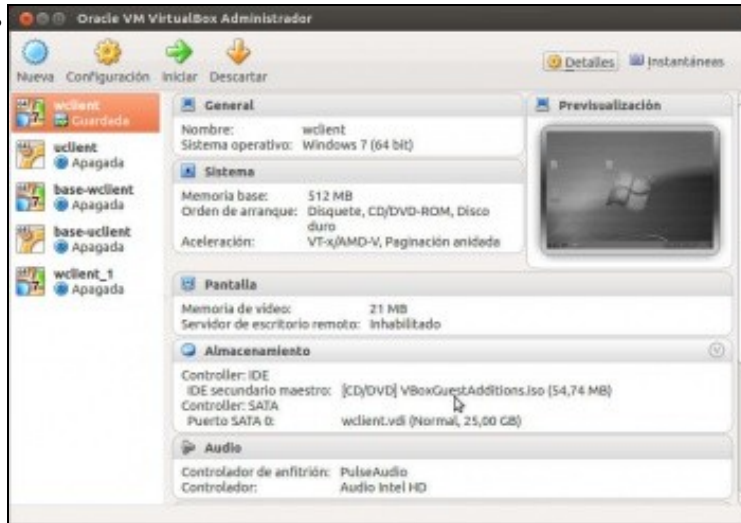 Oracle VM VirtualBox Administrador
Nueva Configuración Iniciar Descartar
Detalles Instantáneas
wclient
Guardada
uclient
Apagada
base-wclient
Apagada
base-uclient
Apagada
wclient_1
Apagada
General
Nombre: wclient
Sistema operativo: Windows 7 (64 bit)
Sistema
Memoria base: 512 MB
Orden de arranque: Disquete, CD/DVD-ROM, Disco
duro
Aceleración: VT-x/AMD-V, Paginación anidada
Previsualización
Pantalla
Memoria de vídeo: 21 MB
Servidor de escritorio remoto: Inhabilitado
Almacenamiento
Controller: IDE
IDE secundario maestro: [CD/DVD] VBoxGuestAdditions.iso (54,74 MB)
Controller: SATA
Puerto SATA 0: wclient.vdi (Normal, 25,00 GB)
Audio
Controlador de anfitrión: PulseAudio
Controlador: Audio Intel HD